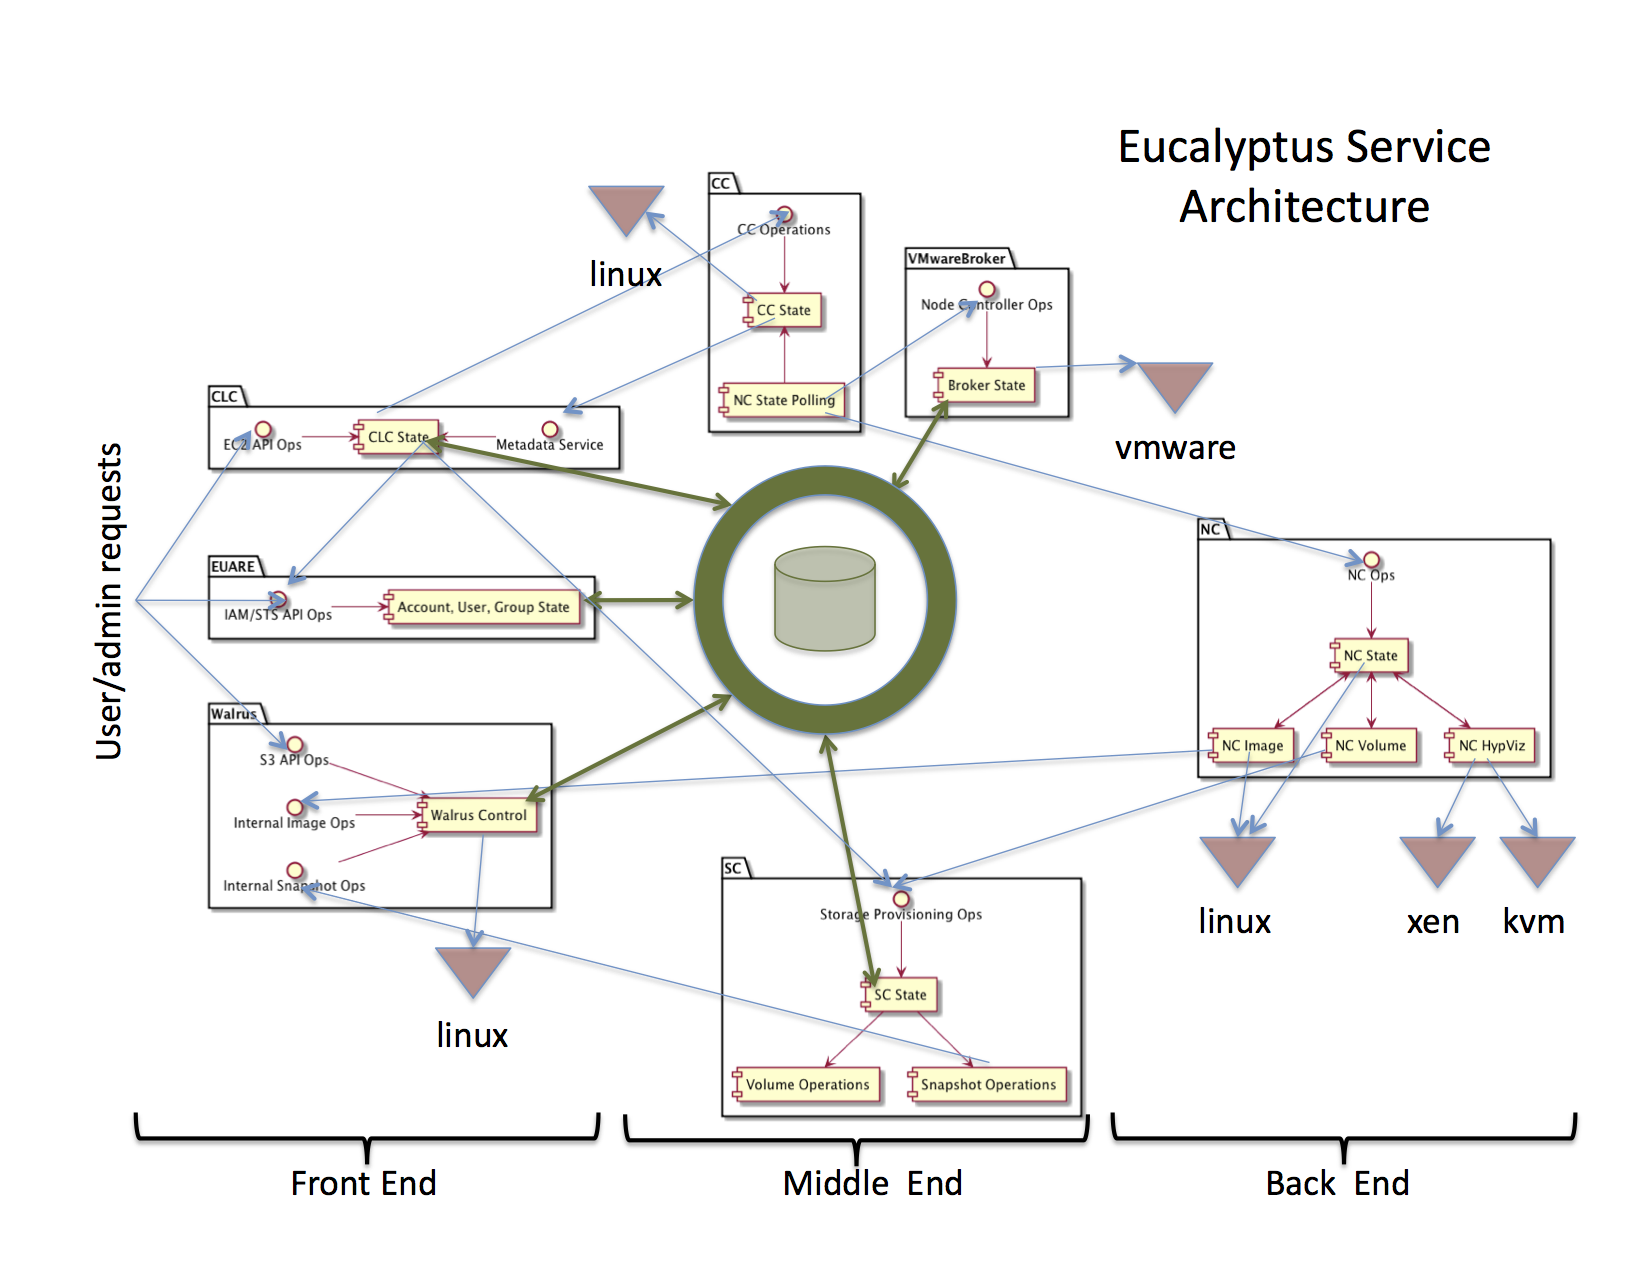 Eucalyptus Service
Architecture
CC
CC Operations
CC State
NC State Polling
linux
VMwareBroker
Node Controller Ops
Broker State
vmware
CLC
EC2 API Ops
CLC State
Metadata Service
User/admin requests
EUARE
IAM/STS API Ops
Account, User, Group State
NC
NC Ops
NC State
NC Image
NC Volume
NC HypViz
Walrus
S3 API Ops
Internal Image Ops
Walrus Control
Internal Snapshot Ops
linux
SC
Storage Provisioning Ops
SC State
Volume Operations
Snapshot Operations
linux
xen
kvm
Front End
Middle  End
Back  End